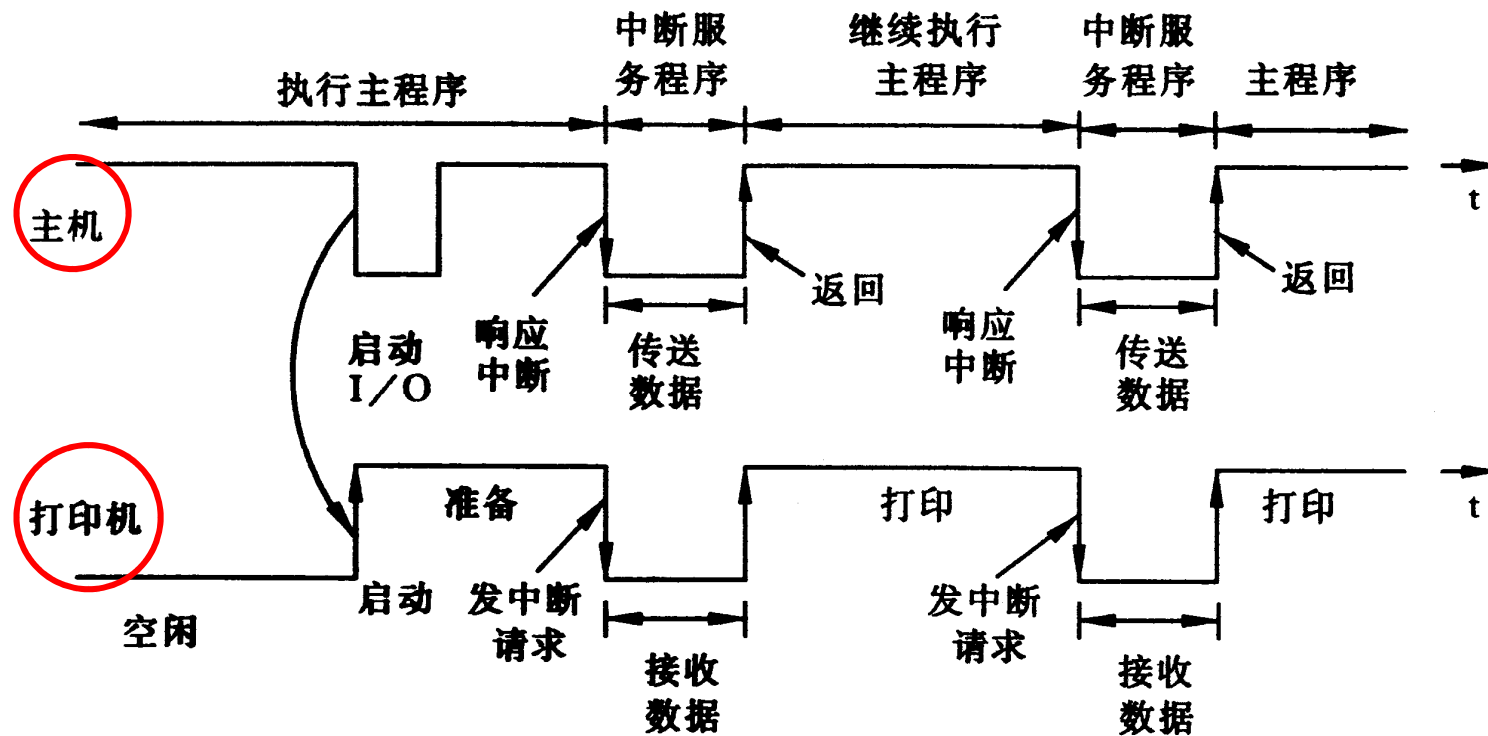 中断服
务程序
继续执行
主程序
中断服
务程序
执行主程序
主程序
主机
t
返回
返回
启动
I/O
响应
中断
传送
数据
响应
中断
传送
数据
打印机
准备
打印
打印
t
空闲
启动
发中断
请求
接收
数据
发中断
请求
接收
数据